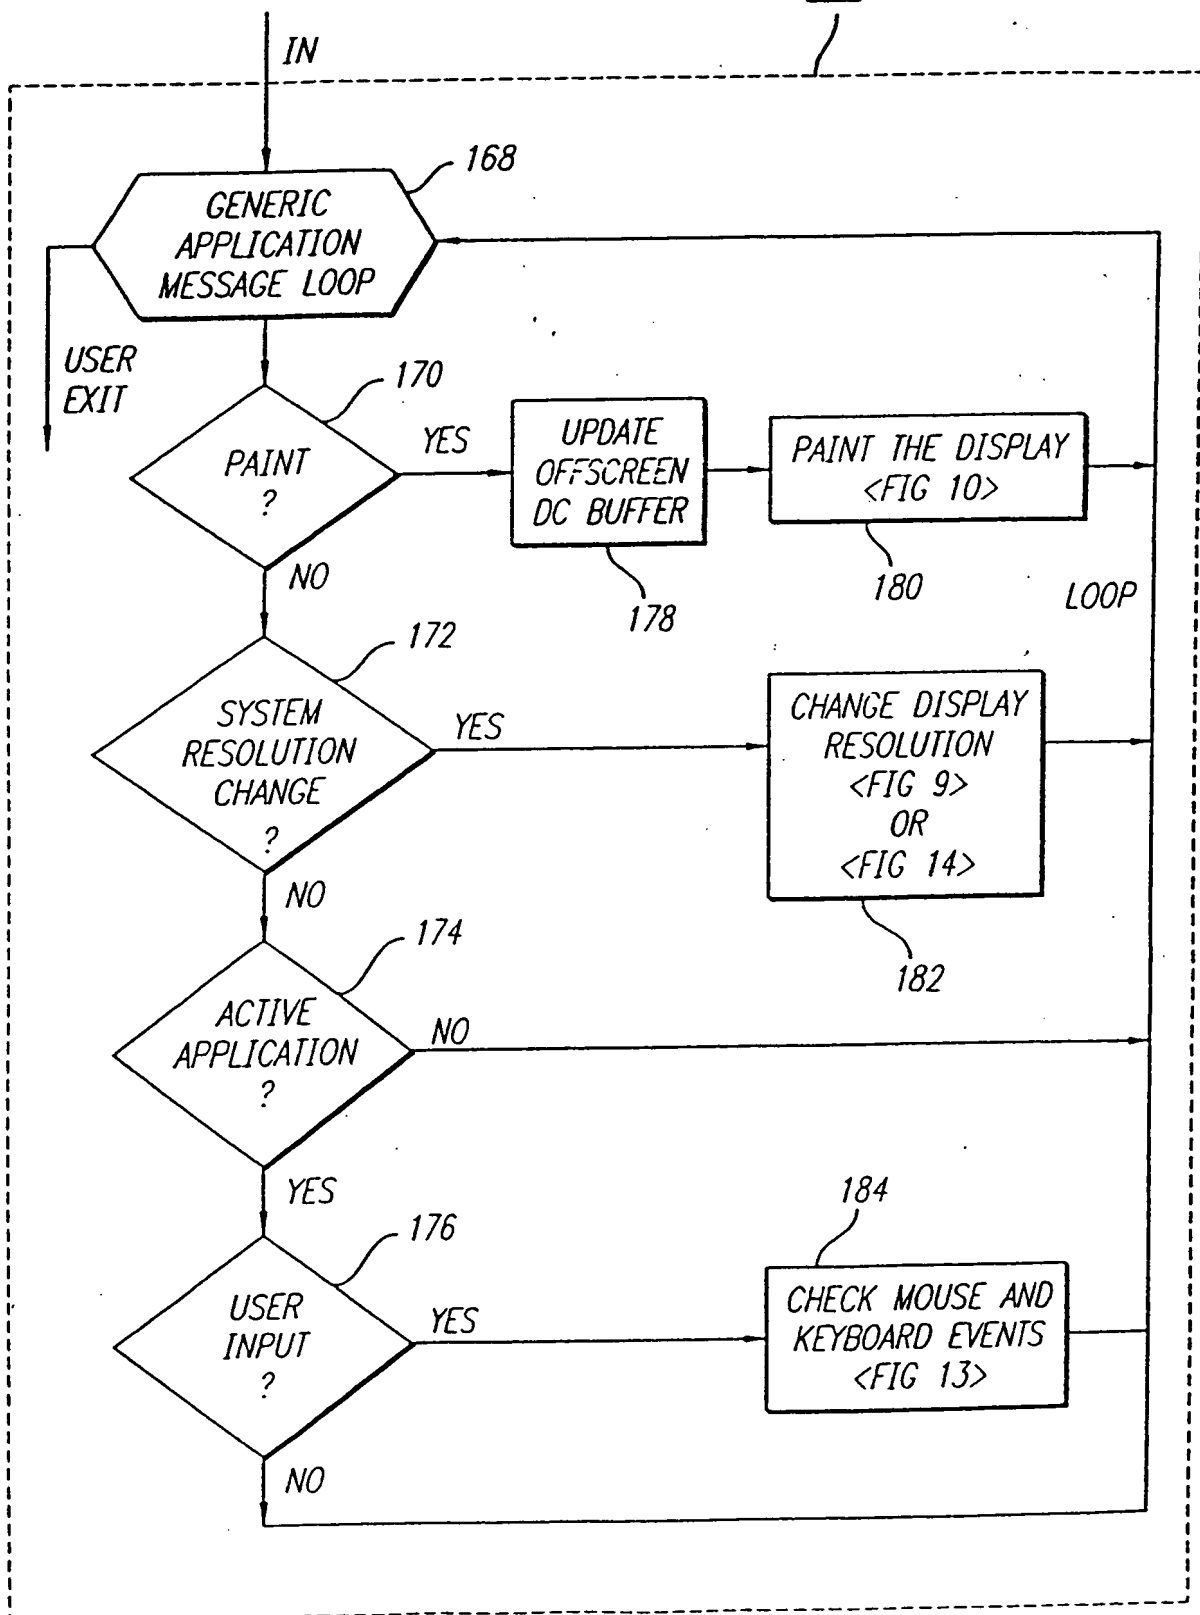 IN
168
GENERIC
APPLICATION
MESSAGE LOOP
USER
EXIT
170
PAINT
?
YES
UPDATE
OFFSCREEN
DC BUFFER
178
PAINT THE DISPLAY
<FIG 10>
180
LOOP
NO
172
SYSTEM
RESOLUTION
CHANGE
?
YES
CHANGE DISPLAY
RESOLUTION
<FIG 9>
OR
<FIG 14>
182
NO
174
ACTIVE
APPLICATION
?
NO
YES
176
USER
INPUT
?
YES
184
CHECK MOUSE AND
KEYBOARD EVENTS
<FIG 13>
NO